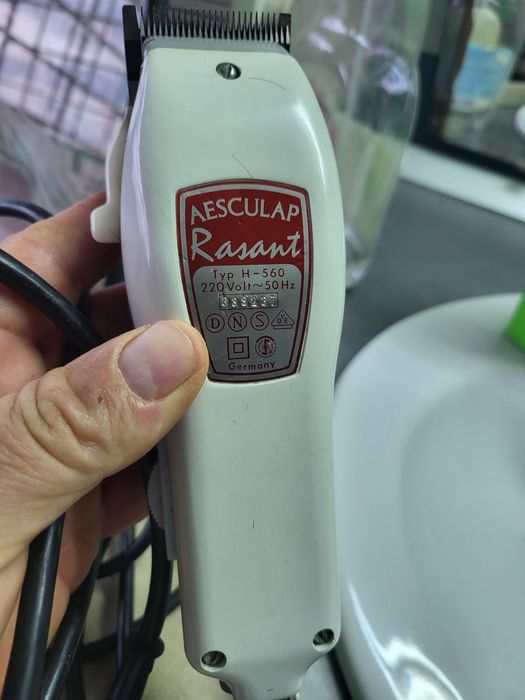 AESCULAP
Rasant
Typ H-560
220Volt~50Hz
D N S
Germany